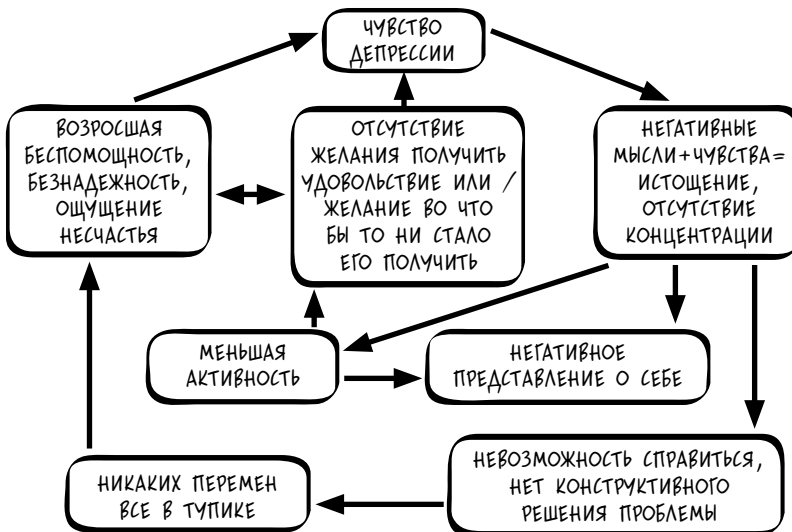 ЧУВСТВО
ДЕПРЕССИИ
ВОЗРОСШАЯ
БЕСПОМОЩНОСТЬ,
БЕЗНАДЕЖНОСТЬ,
ОЩУЩЕНИЕ
НЕСЧАСТЬЯ
ОТСУТСТВИЕ
ЖЕЛАНИЯ ПОЛУЧИТЬ
УДОВОЛЬСТВИЕ ИЛИ /
ЖЕЛАНИЕ ВО ЧТО
БЫ ТО НИ СТАЛО
ЕГО ПОЛУЧИТЬ
НЕГАТИВНЫЕ
МЫСЛИ+ЧУВСТВА=
ИСТОЩЕНИЕ,
ОТСУТСТВИЕ
КОНЦЕНТРАЦИИ
МЕНЬШАЯ
АКТИВНОСТЬ
НЕГАТИВНОЕ
ПРЕДСТАВЛЕНИЕ О СЕБЕ
НИКАКИХ ПЕРЕМЕН
ВСЕ В ТУПИКЕ
НЕВОЗМОЖНОСТЬ СПРАВИТЬСЯ,
НЕТ КОНСТРУКТИВНОГО
РЕШЕНИЯ ПРОБЛЕМЫ